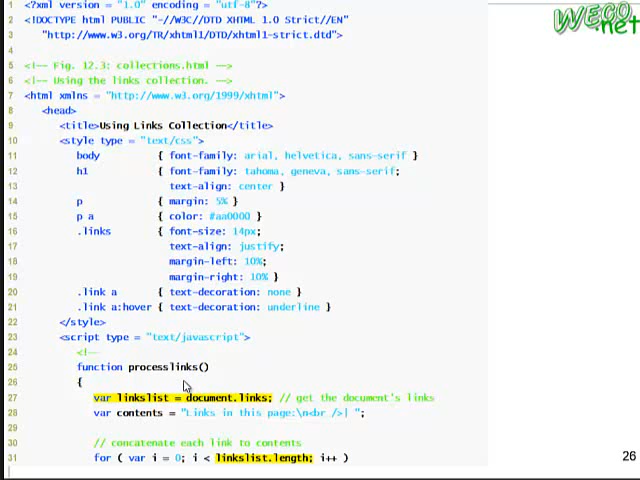 WECO
.net
1 <?xml version = "1.0" encoding = "utf-8"?>
2 <!DOCTYPE html PUBLIC "-//W3C//DTD XHTML 1.0 Strict//EN"
3 "http://www.w3.org/TR/xhtml1/DTD/xhtml1-strict.dtd">
5 <!-- Fig. 12.3: collections.html -->
6 <!-- Using the links collection. -->
7 <html xmlns = "http://www.w3.org/1999/xhtml">
8 <head>
9 <title>Using Links Collection</title>
10 <style type = "text/css">
11 body { font-family: arial, helvetica, sans-serif }
12 h1 { font-family: tahoma, geneva, sans-serif;
13 text-align: center }
14 p { margin: 5% }
15 p a { color: #aa0000 }
16 .links { font-size: 14px;
17 text-align: justify;
18 margin-left: 10%;
19 margin-right: 10% }
20 .link a { text-decoration: none }
21 .link a:hover { text-decoration: underline }
22 </style>
23 <script type = "text/javascript">
24 <!--
25 function processlinks()
26 {
27 var linkslist = document.links; // get the document's links
28 var contents = "Links in this page:\n<br />| ";
29
30 // concatenate each link to contents
31 for ( var i = 0; i < linkslist.length; i++ )
26